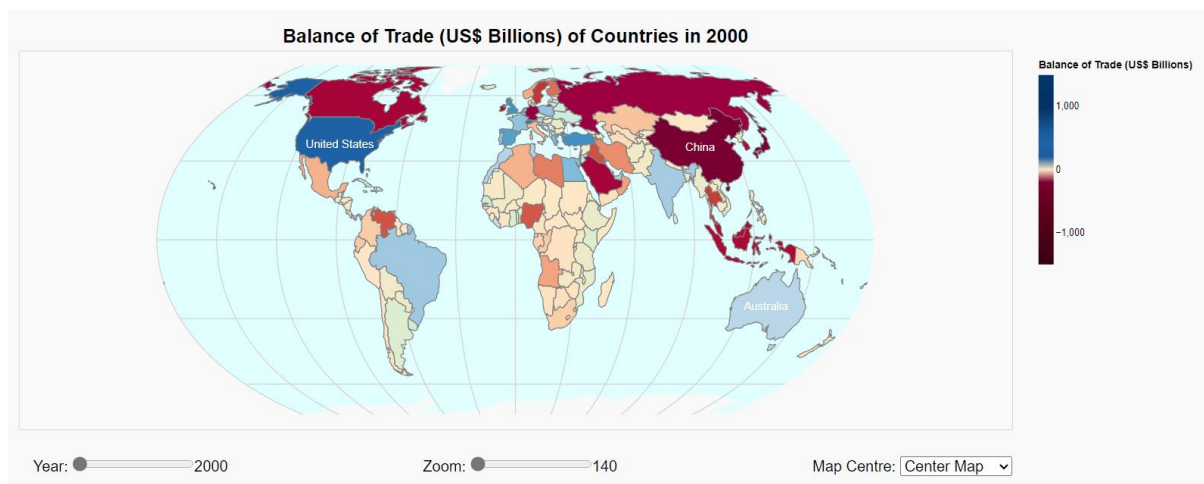 Balance of Trade (US$ Billions) of Countries in 2000
Balance of Trade (US$ Billions)
1,000
0
−1,000
United States
China
Australia
Year: 2000
Zoom: 140
Map Centre: Center Map